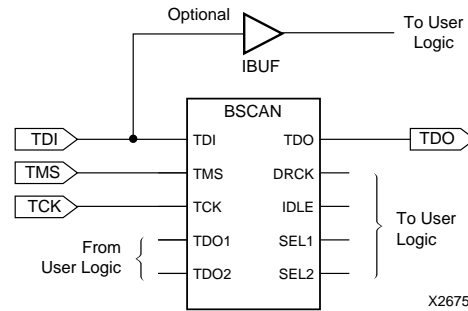 Optional
To User
Logic
IBUF
BSCAN
TDI
TDI
TDO
TDO
TMS
TMS
DRCK
TCK
TCK
IDLE
To User
Logic
From
User Logic
TDO1
SEL1
TDO2
SEL2
X2675